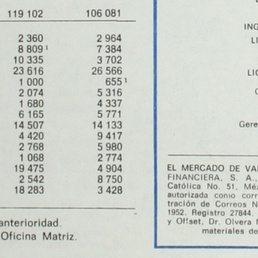 119 102 106 081
2 360 2 964
8 809¹ 7 384
10 335 3 702
23 616 26 566
1 000 655¹
2 074 5 316
1 680 4 337
6 165 5 771
14 507 14 133
4 420 9 417
2 768 5 980
1 068 2 774
19 475 4 904
2 542 8 750
18 283 3 428
anterioridad.
Oficina Matriz.
ING
LI
LIC
Gere
EL MERCADO DE VA
FINANCIERA, S. A.,
Católica No. 51, Mé
autorizada como corr
tración de Correos N
1952. Registro 27844.
y Offset, Dr. Olvera
materiales de